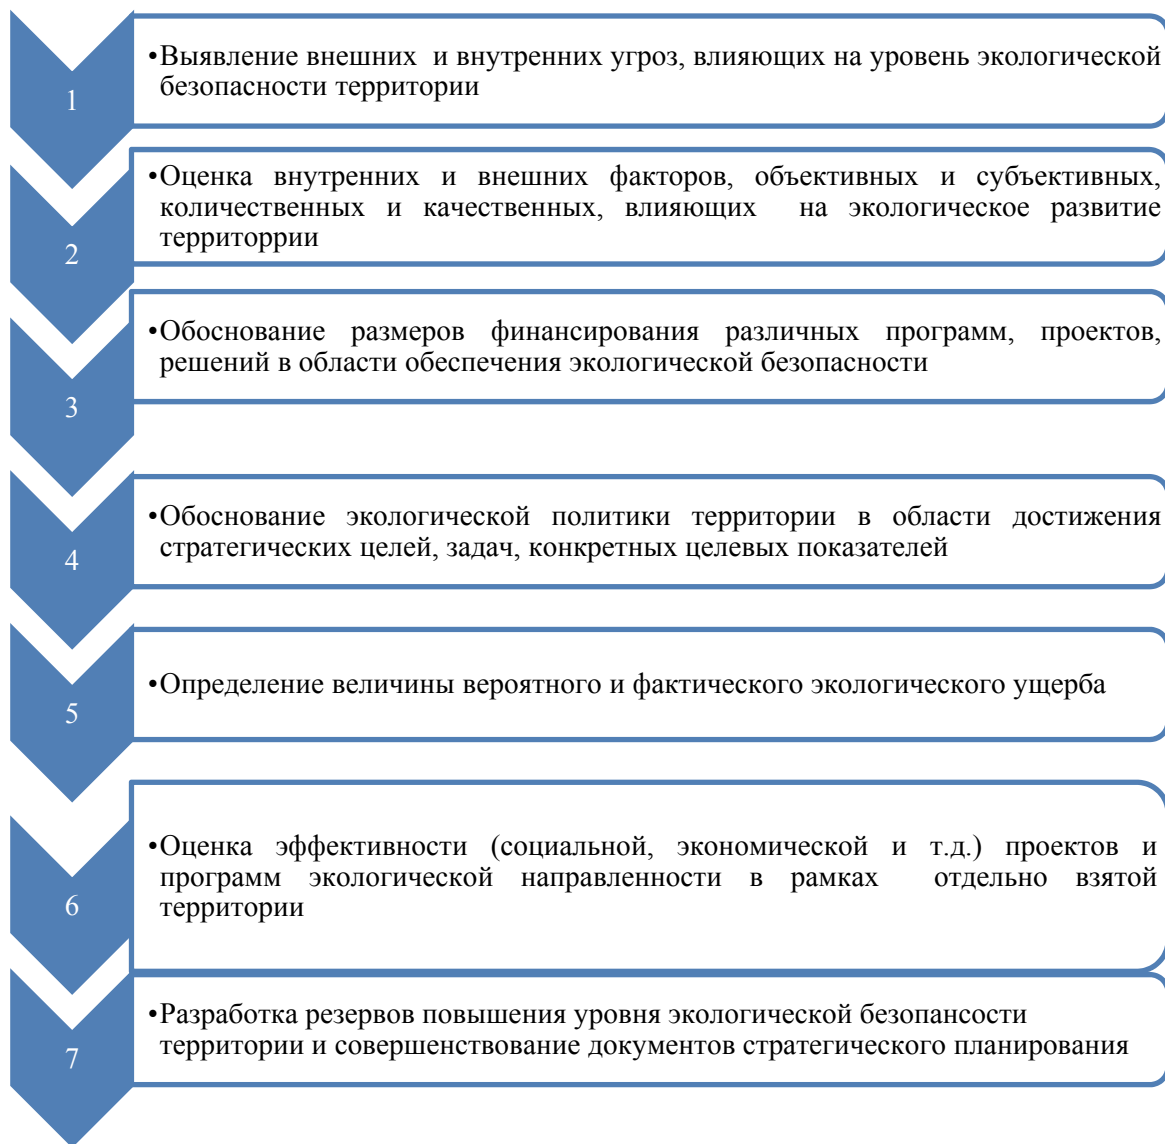 1
•Выявление внешних и внутренних угроз, влияющих на уровень экологической
безопасности территории
2
•Оценка внутренних и внешних факторов, объективных и субъективных,
количественных и качественных, влияющих на экологическое развитие
территоррии
3
•Обоснование размеров финансирования различных программ, проектов,
решений в области обеспечения экологической безопасности
4
•Обоснование экологической политики территории в области достижения
стратегических целей, задач, конкретных целевых показателей
5
•Определение величины вероятного и фактического экологического ущерба
6
•Оценка эффективности (социальной, экономической и т.д.) проектов и
программ экологической направленности в рамках отдельно взятой
территории
7
•Разработка резервов повышения уровня экологической безопансости
территории и совершенствование документов стратегического планирования